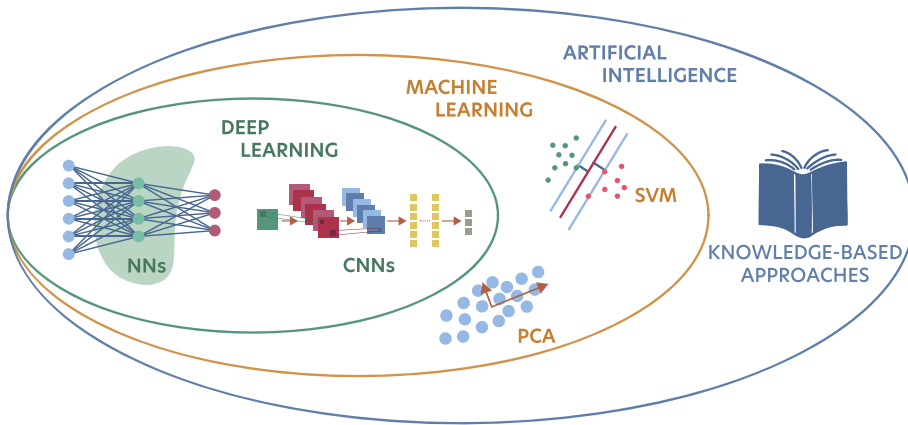 ARTIFICIAL
INTELLIGENCE
MACHINE
LEARNING
DEEP
LEARNING
SVM
KNOWLEDGE-BASED
APPROACHES
NNs
CNNs
PCA